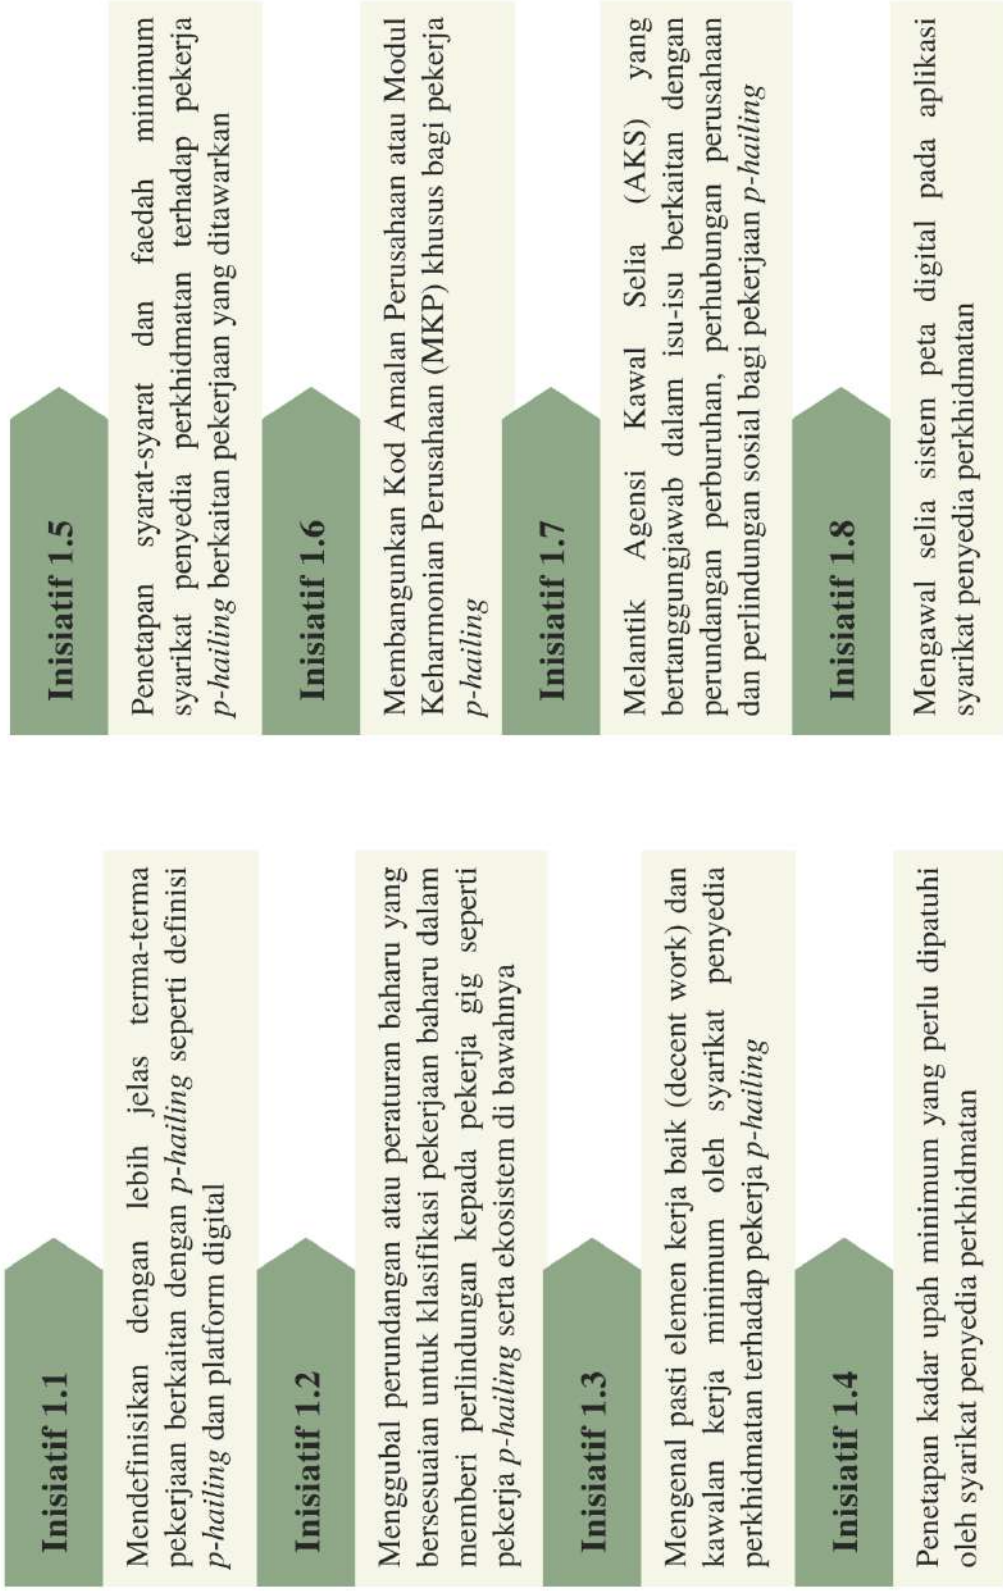 Inisiatif 1.1
Mendefinisikan dengan lebih jelas terma-terma
pekerjaan berkaitan dengan p-hailing seperti definisi
p-hailing dan platform digital
Inisiatif 1.2
Menggubal perundangan atau peraturan baharu yang
bersesuaian untuk klasifikasi pekerjaan baharu dalam
memberi perlindungan kepada pekerja gig seperti
pekerja p-hailing serta ekosistem di bawahnya
Inisiatif 1.3
Mengenal pasti elemen kerja baik (decent work) dan
kawalan kerja minimum oleh syarikat penyedia
perkhidmatan terhadap pekerja p-hailing
Inisiatif 1.4
Penetapan kadar upah minimum yang perlu dipatuhi
oleh syarikat penyedia perkhidmatan
Inisiatif 1.5
Penetapan syarat-syarat dan faedah minimum
syarikat penyedia perkhidmatan terhadap pekerja
p-hailing berkaitan pekerjaan yang ditawarkan
Inisiatif 1.6
Membangunkan Kod Amalan Perusahaan atau Modul
Keharmonian Perusahaan (MKP) khusus bagi pekerja
p-hailing
Inisiatif 1.7
Melantik Agensi Kawal Selia (AKS) yang
bertanggungjawab dalam isu-isu berkaitan dengan
perundangan perburuhan, perhubungan perusahaan
dan perlindungan sosial bagi pekerjaan p-hailing
Inisiatif 1.8
Mengawal selia sistem peta digital pada aplikasi
syarikat penyedia perkhidmatan